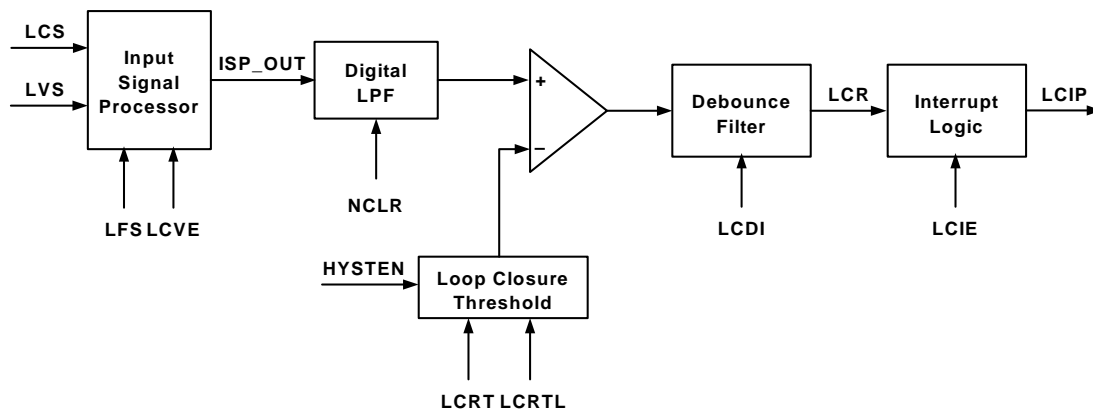 LCS
LVS
Input
Signal
Processor
LFS LCVE
ISP_OUT
Digital
LPF
NCLR
+
−
HYSTEN
Loop Closure
Threshold
LCRT LCRTL
Debounce
Filter
LCDI
LCR
Interrupt
Logic
LCIE
LCIP